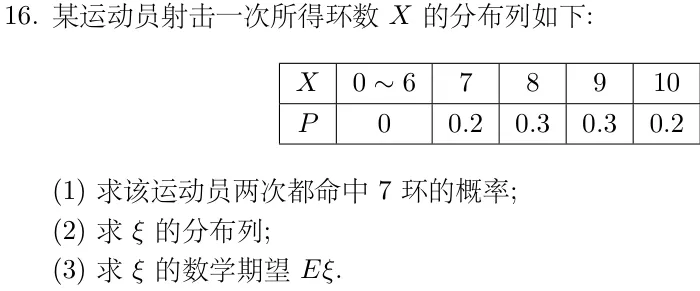 16. 某运动员射击一次所得环数 X 的分布列如下:
X 0 ~ 6 7 8 9 10
P 0 0.2 0.3 0.3 0.2
(1) 求该运动员两次都命中 7 环的概率;
(2) 求 ξ 的分布列;
(3) 求 ξ 的数学期望 Eξ.